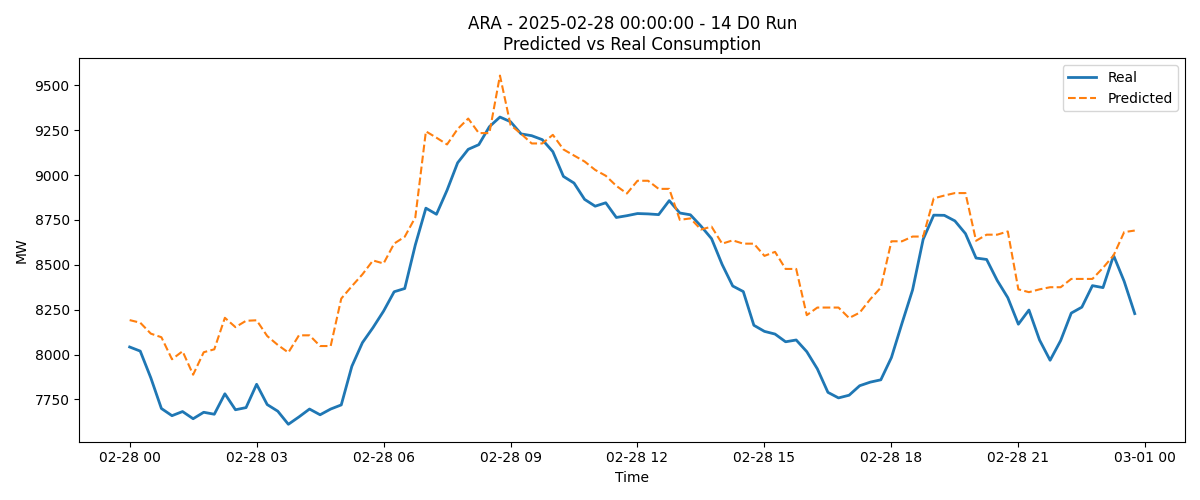 ARA - 2025-02-28 00:00:00 - 14 D0 Run
Predicted vs Real Consumption
Real
Predicted
MW
9500
9250
9000
8750
8500
8250
8000
7750
02-28 00
02-28 03
02-28 06
02-28 09
02-28 12
02-28 15
02-28 18
02-28 21
03-01 00
Time